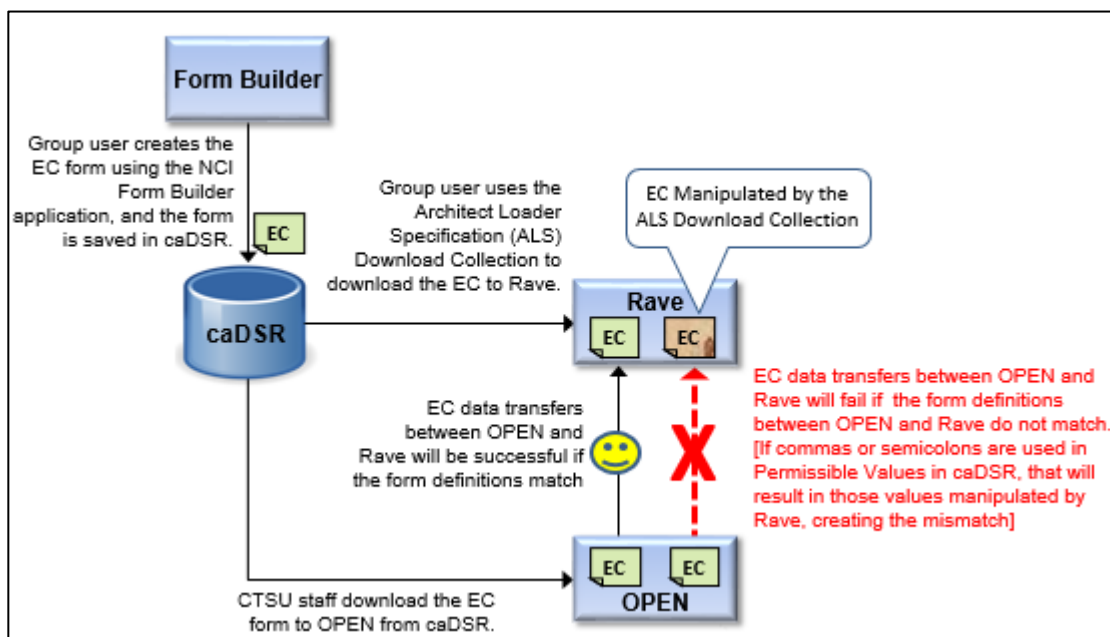 Form Builder
Group user creates the
EC form using the NCI
Form Builder
application, and the form
is saved in caDSR.
EC
caDSR
Group user uses the
Architect Loader
Specification (ALS)
Download Collection to
download the EC to Rave.
EC Manipulated by the
ALS Download Collection
Rave
EC
EC
EC data transfers
between OPEN and
Rave will be successful if
the form definitions match
X
EC data transfers between OPEN and
Rave will fail if the form definitions
between OPEN and Rave do not match.
[If commas or semicolons are used in
Permissible Values in caDSR, that will
result in those values manipulated by
Rave, creating the mismatch]
EC
EC
OPEN
CTSU staff download the EC
form to OPEN from caDSR.